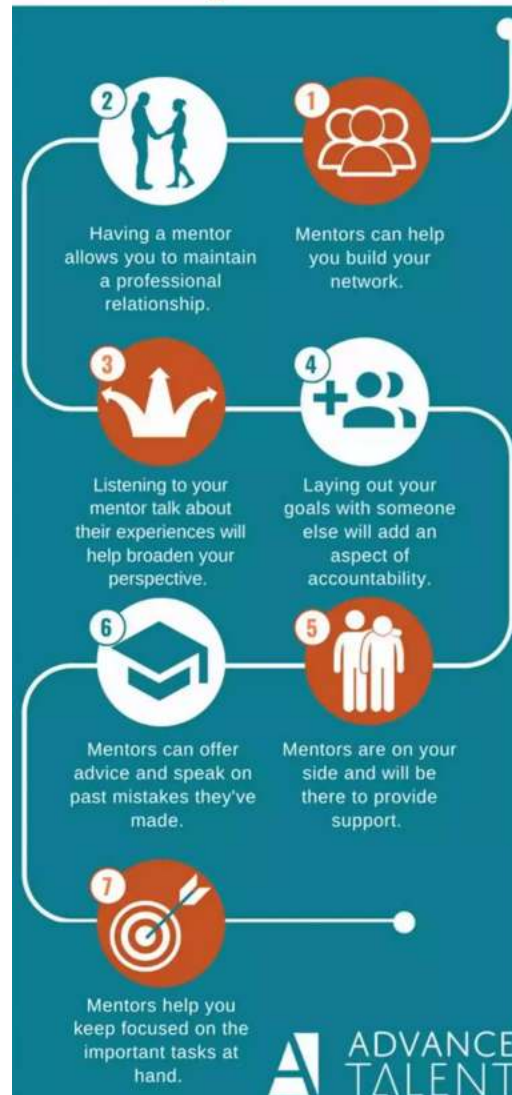 1
Mentors can help
you build your
network.
2
Having a mentor
allows you to maintain
a professional
relationship.
3
Listening to your
mentor talk about
their experiences will
help broaden your
perspective.
4
Laying out your
goals with someone
else will add an
aspect of
accountability.
5
Mentors are on your
side and will be
there to provide
support.
6
Mentors can offer
advice and speak on
past mistakes they've
made.
7
Mentors help you
keep focused on the
important tasks at
hand.
ADVANCE
TALENT